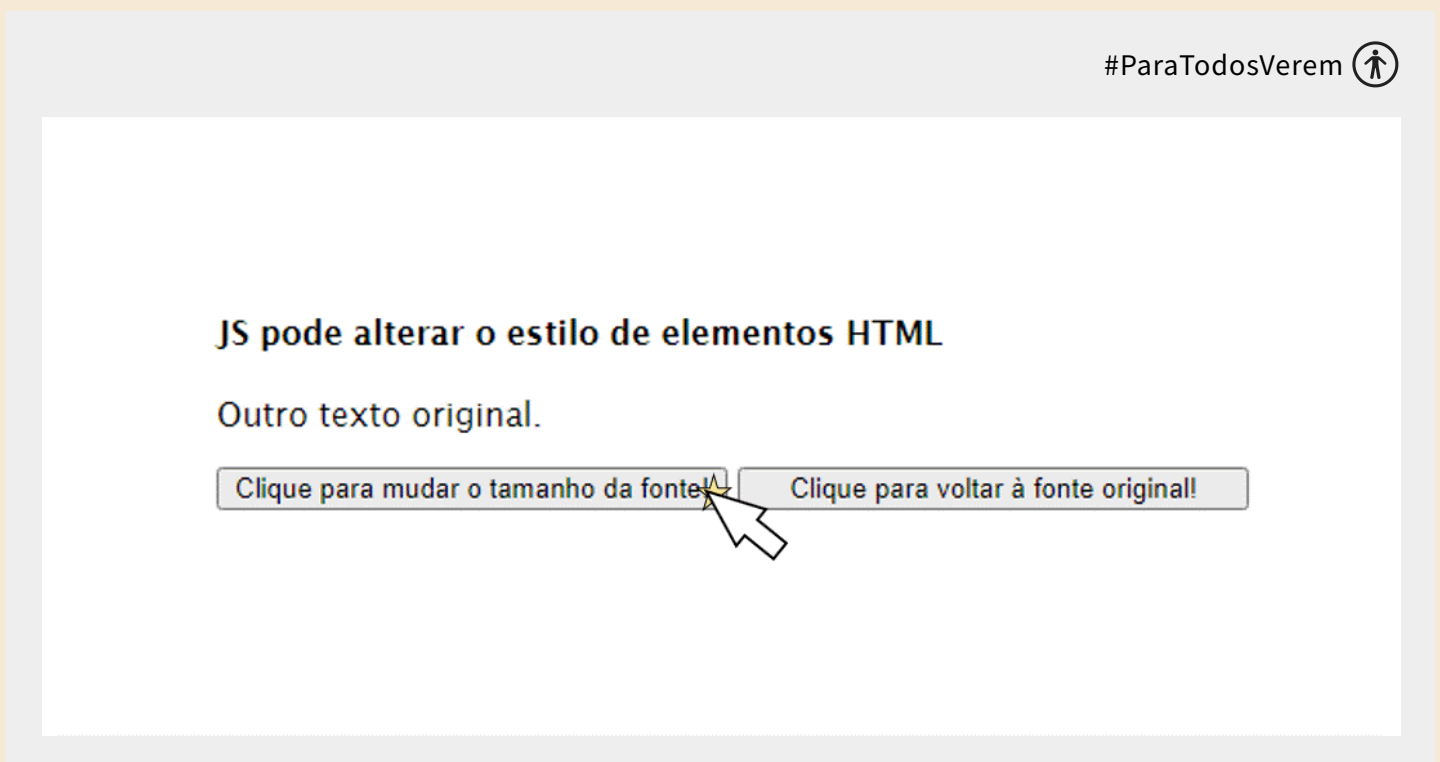 #ParaTodosVerem
JS pode alterar o estilo de elementos HTML
Outro texto original.
Clique para mudar o tamanho da fonte!
Clique para voltar à fonte original!